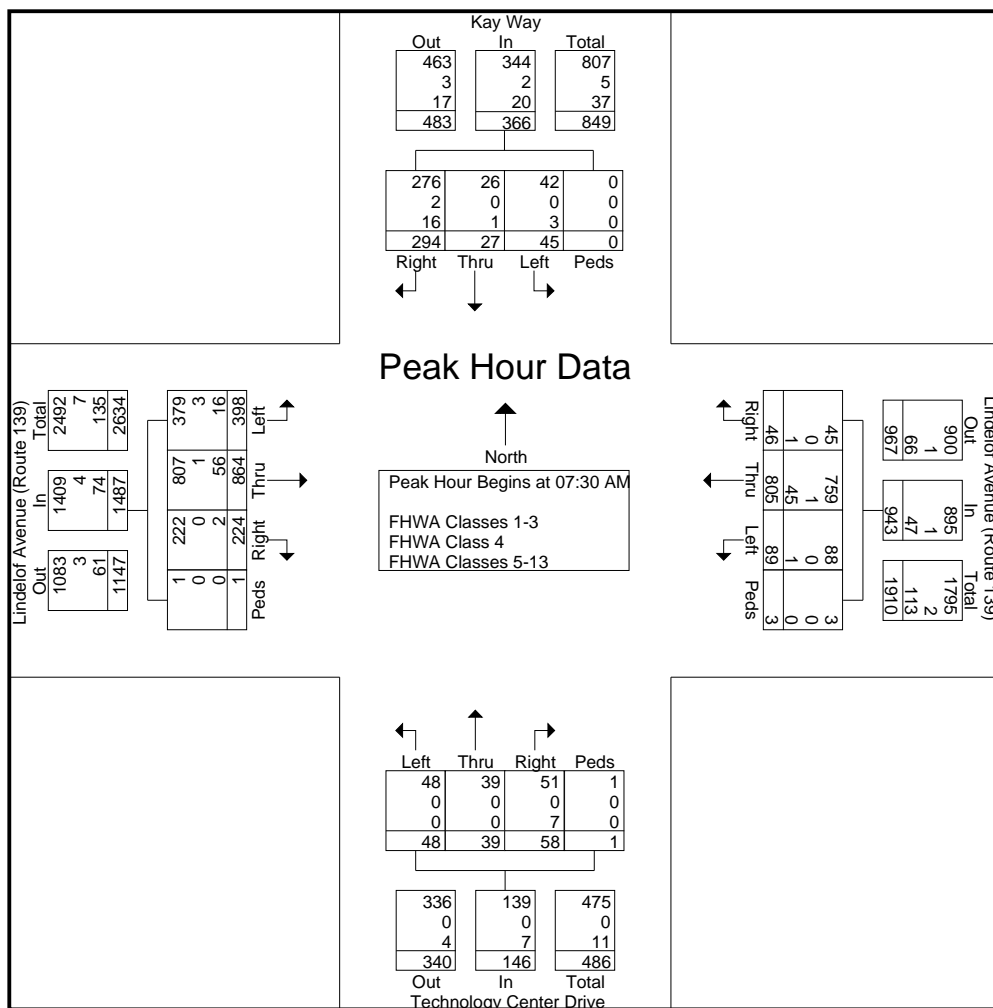 Kay Way
Out In Total
463 344 807
3 2 5
17 20 37
483 366 849
276 26 42 0
2 0 0 0
16 1 3 0
294 27 45 0
Right Thru Left Peds
Peak Hour Data
North
Peak Hour Begins at 07:30 AM
FHWA Classes 1-3
FHWA Class 4
FHWA Classes 5-13
Lindelof Avenue (Route 139)
Out In Total
1083 1409 2492
3 4 7
61 74 135
1147 1487 2634
Peds Right Thru Left
1 222 807 379
0 0 1 3
0 2 56 16
1 224 864 398
Lindelof Avenue (Route 139)
Out In Total
900 895 1795
1 1 2
66 47 113
967 943 1910
45 759 88 3
0 1 0 0
1 45 1 0
46 805 89 3
Right Thru Left Peds
Left Thru Right Peds
48 39 51 1
0 0 0 0
0 0 7 0
48 39 58 1
336 139 475
0 0 0
4 7 11
340 146 486
Out In Total
Technology Center Drive